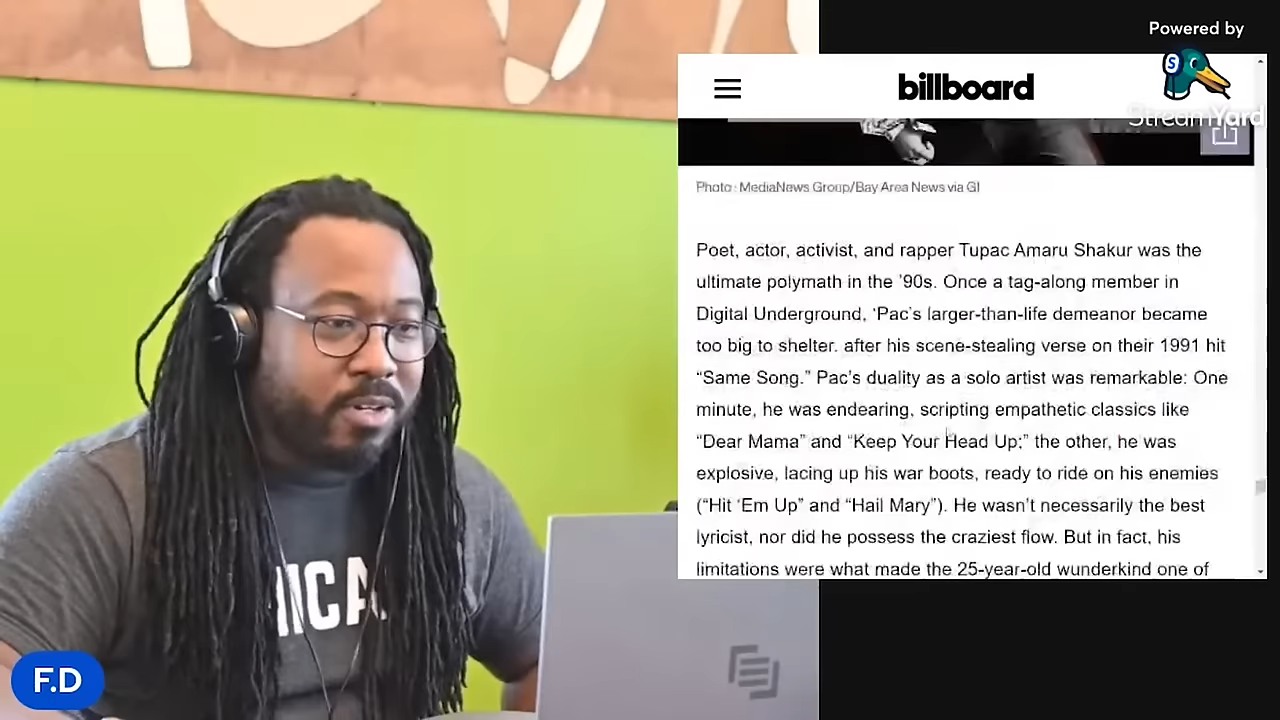 Powered by
StreamYard
billboard
Photo: MediaNews Group/Bay Area News via GI
Poet, actor, activist, and rapper Tupac Amaru Shakur was the
ultimate polymath in the '90s. Once a tag-along member in
Digital Underground, 'Pac's larger-than-life demeanor became
too big to shelter. after his scene-stealing verse on their 1991 hit
“Same Song.” Pac's duality as a solo artist was remarkable: One
minute, he was endearing, scripting empathetic classics like
“Dear Mama” and “Keep Your Head Up;” the other, he was
explosive, lacing up his war boots, ready to ride on his enemies
(“Hit 'Em Up” and “Hail Mary”). He wasn't necessarily the best
lyricist, nor did he possess the craziest flow. But in fact, his
limitations were what made the 25-year-old wunderkind one of
F.D